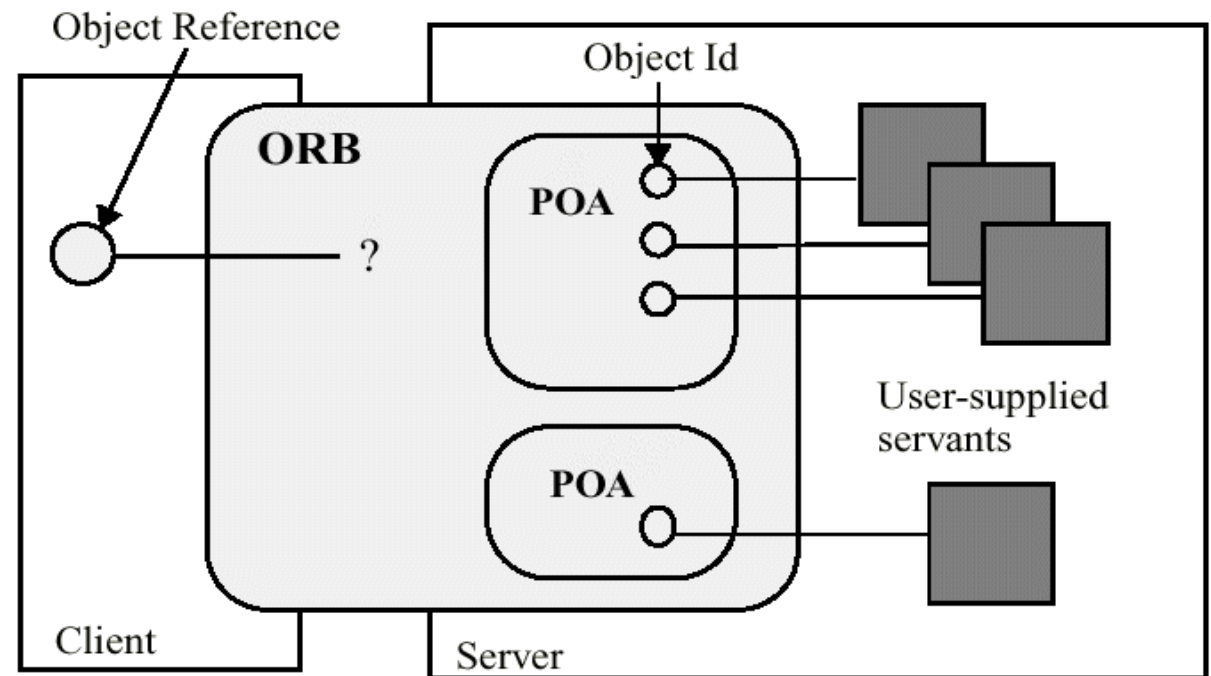 Object Reference
Object Id
ORB
POA
?
User-supplied
servants
POA
Client
Server